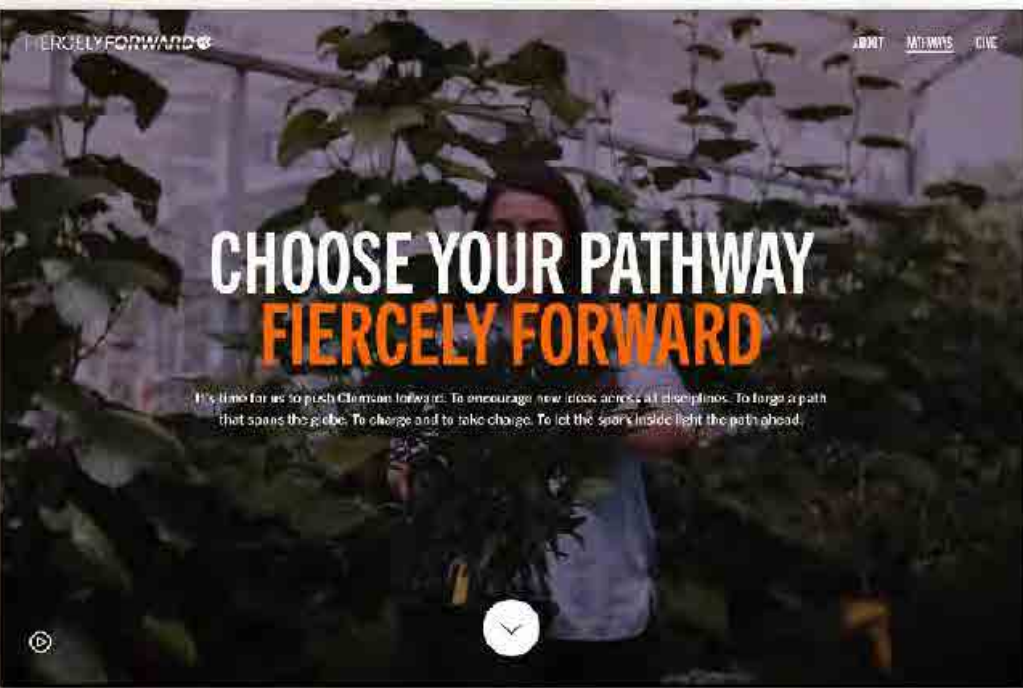 FIERCELYFORWARD
ABOUT PATHWAYS GIVE
CHOOSE YOUR PATHWAY
FIERCELY FORWARD
It's time for us to push Clemson forward. To encourage new ideas across all disciplines. To forge a path
that spans the globe. To charge and to take charge. To let the spark inside light the path ahead.